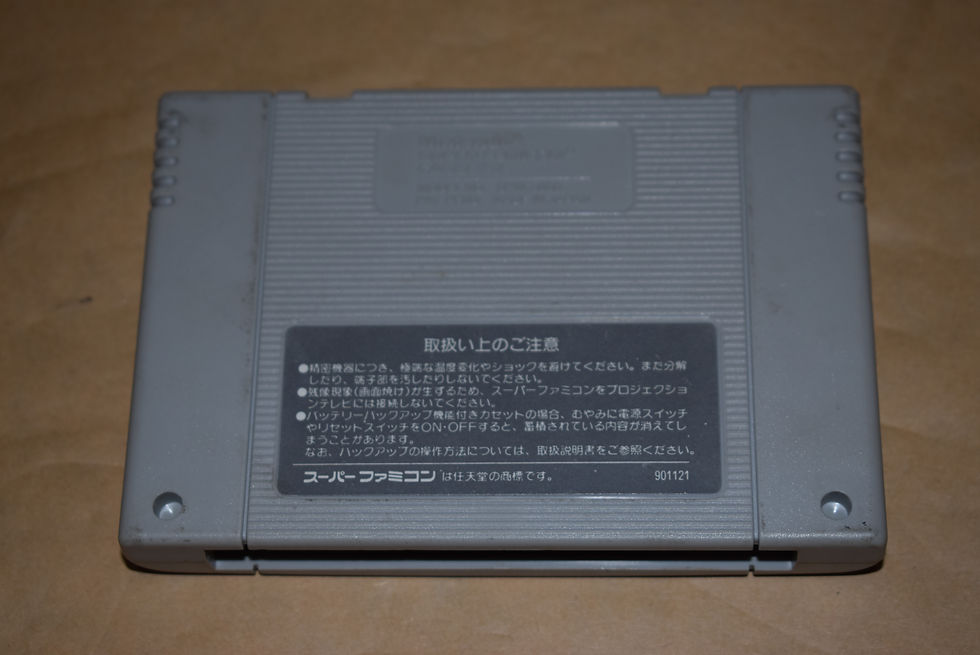 取扱い上のご注意
●精密機器につき、極端な温度変化やショックを避けてください。また分解
したり、端子部を汚したりしないでください。
●残像現象(画面焼け)が生ずるため、スーパーファミコンをプロジェクショ
ンテレビには接続しないでください。
●バッテリーバックアップ機能付きカセットの場合、むやみに電源スイッチ
やリセットスイッチをON・OFFすると、蓄積されている内容が消えてし
まうことがあります。
なお、バックアップの操作方法については、取扱説明書をご参照ください。
スーパーファミコンは任天堂の商標です。 901121